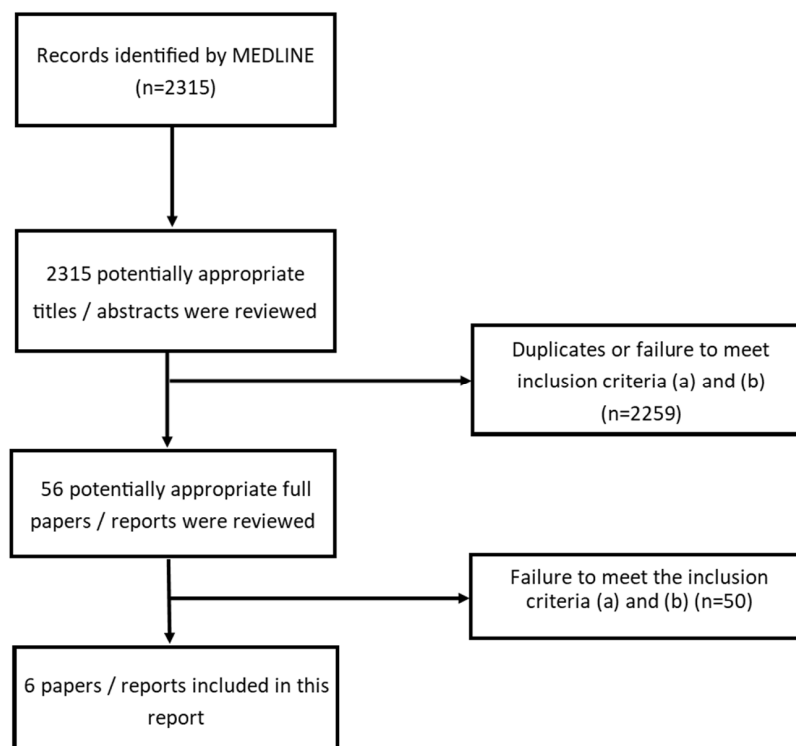 Records identified by MEDLINE
(n=2315)
2315 potentially appropriate
titles / abstracts were reviewed
Duplicates or failure to meet
inclusion criteria (a) and (b)
(n=2259)
56 potentially appropriate full
papers / reports were reviewed
Failure to meet the inclusion
criteria (a) and (b) (n=50)
6 papers / reports included in this
report